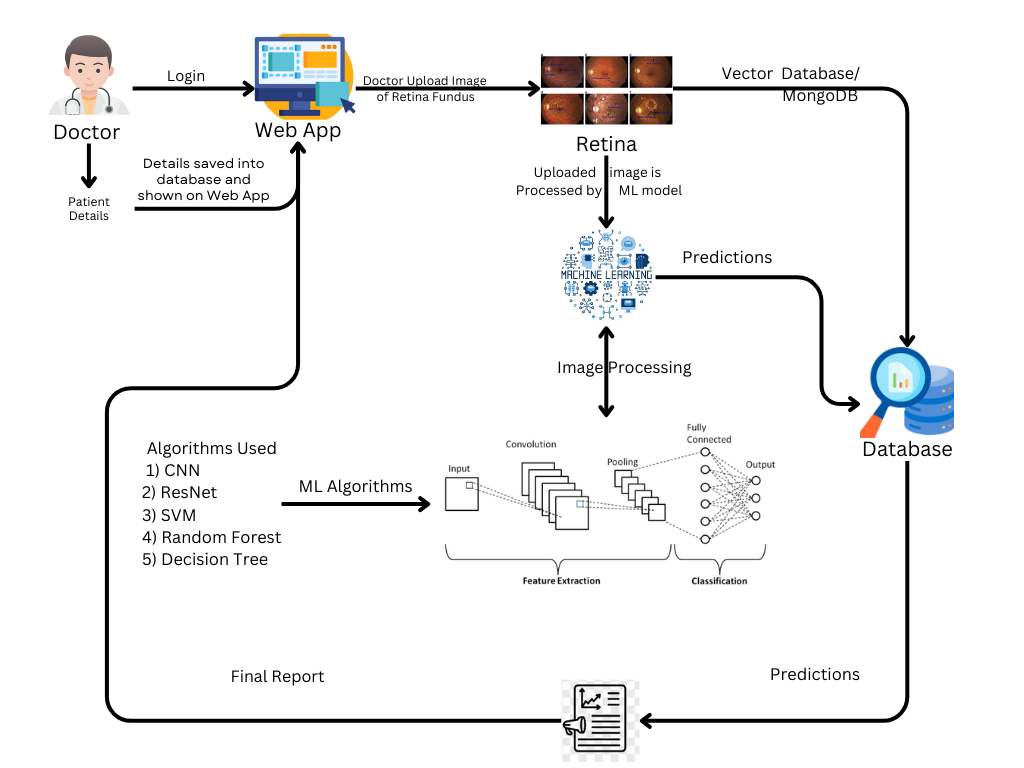 Login
Doctor Upload Image
of Retina Fundus
Vector Database/
MongoDB
Doctor
Web App
Retina
Details saved into
database and
shown on Web App
Patient
Details
Uploaded image is
Processed by ML model
MACHINE LEARNING
Predictions
Image Processing
Database
Algorithms Used
1) CNN
2) ResNet
3) SVM
4) Random Forest
5) Decision Tree
ML Algorithms
Input
Convolution
Pooling
Fully
Connected
Output
Feature Extraction
Classification
Final Report
Predictions